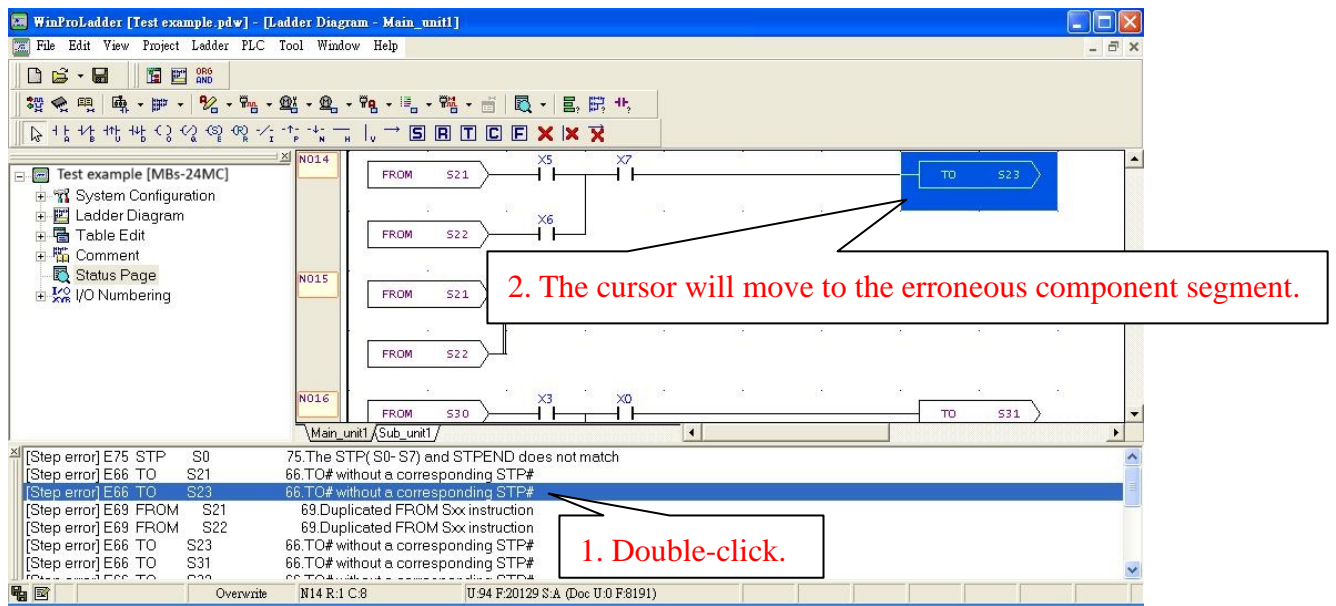 WinProLadder [Test example.pdw] - [Ladder Diagram - Main_unit1]
File Edit View Project Ladder PLC Tool Window Help
ORG
AND
A B U D O Q E R I P N H V S R T C F
Test example [MBs-24MC]
System Configuration
Ladder Diagram
Table Edit
Comment
Status Page
I/O Numbering
N014
X5 X7
FROM S21 TO S23
X6
FROM S22
2. The cursor will move to the erroneous component segment.
N015
FROM S21
FROM S22
N016
X3 X0
FROM S30 TO S31
Main_unit1 Sub_unit1
[Step error] E75 STP S0 75.The STP( S0- S7) and STPEND does not match
[Step error] E66 TO S21 66.TO# without a corresponding STP#
[Step error] E66 TO S23 66.TO# without a corresponding STP#
[Step error] E69 FROM S21 69.Duplicated FROM Sxx instruction
[Step error] E69 FROM S22 69.Duplicated FROM Sxx instruction
[Step error] E66 TO S23 66.TO# without a corresponding STP#
[Step error] E66 TO S31 66.TO# without a corresponding STP#
1. Double-click.
Overwrite N14 R:1 C:8 U:94 F:20129 S:A (Doc U:0 F:8191)